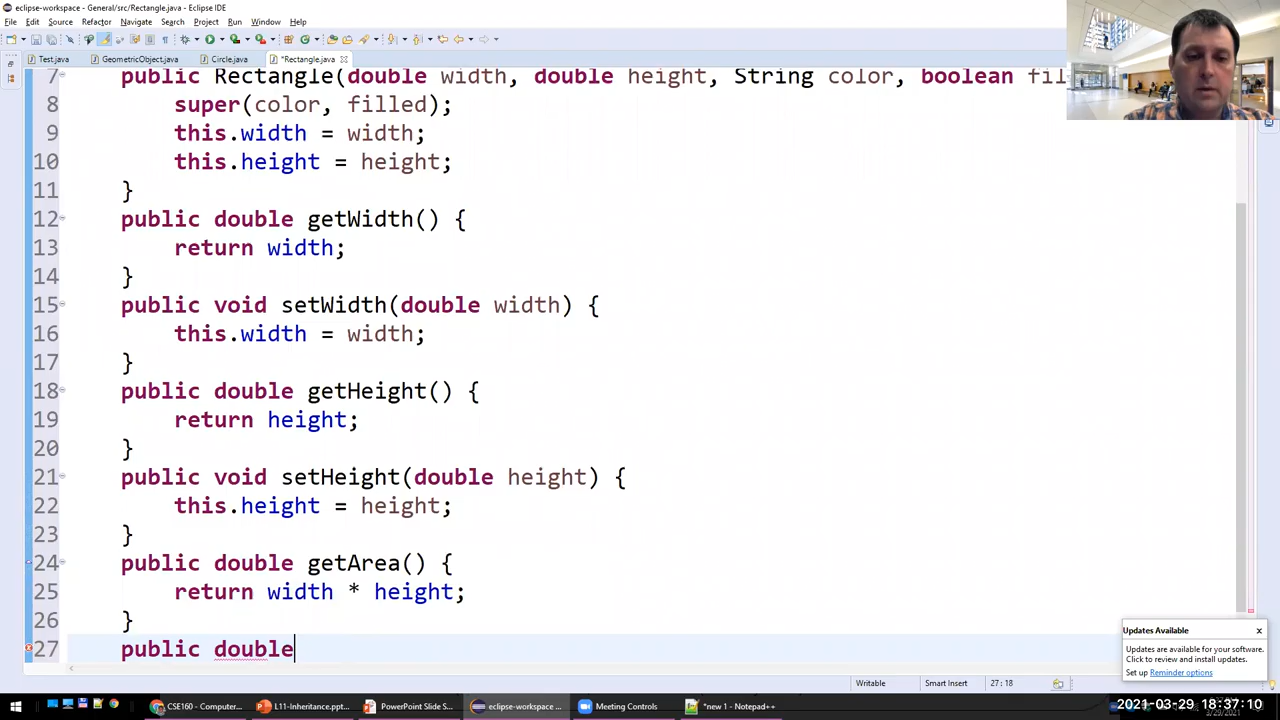 eclipse-workspace - General/src/Rectangle.java - Eclipse IDE
File Edit Source Refactor Navigate Search Project Run Window Help
Test.java GeometricObject.java Circle.java *Rectangle.java
7 public Rectangle(double width, double height, String color, boolean fil
8 super(color, filled);
9 this.width = width;
10 this.height = height;
11 }
12 public double getWidth() {
13 return width;
14 }
15 public void setWidth(double width) {
16 this.width = width;
17 }
18 public double getHeight() {
19 return height;
20 }
21 public void setHeight(double height) {
22 this.height = height;
23 }
24 public double getArea() {
25 return width * height;
26 }
27 public double
Updates Available
Updates are available for your software.
Click to review and install updates.
Set up Reminder options
Writable Smart Insert 27 : 18
CSE160 - Computer... L11-Inheritance.ppt... PowerPoint Slide S... eclipse-workspace ... Meeting Controls *new 1 - Notepad++
2021-03-29 18:37:10